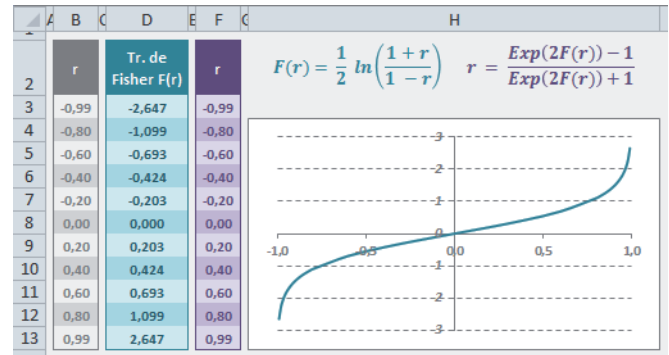 A B C D E F G H
2 r Tr. de Fisher F(r) r
F(r) = 1/2 ln((1 + r)/(1 − r)) r = (Exp(2F(r)) − 1)/(Exp(2F(r)) + 1)
3 -0,99 -2,647 -0,99
4 -0,80 -1,099 -0,80
5 -0,60 -0,693 -0,60
6 -0,40 -0,424 -0,40
7 -0,20 -0,203 -0,20
8 0,00 0,000 0,00
9 0,20 0,203 0,20
10 0,40 0,424 0,40
11 0,60 0,693 0,60
12 0,80 1,099 0,80
13 0,99 2,647 0,99
3
2
1
0
-1,0 -0,5 0,0 0,5 1,0
-1
-2
-3